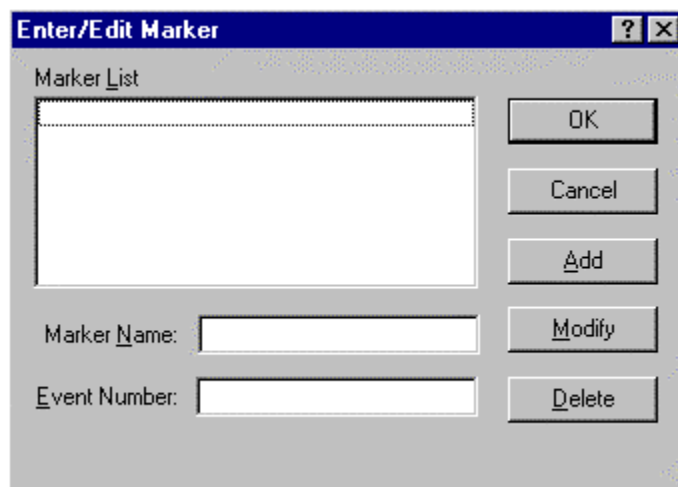 Enter/Edit Marker
Marker List
OK
Cancel
Add
Marker Name:
Modify
Event Number:
Delete